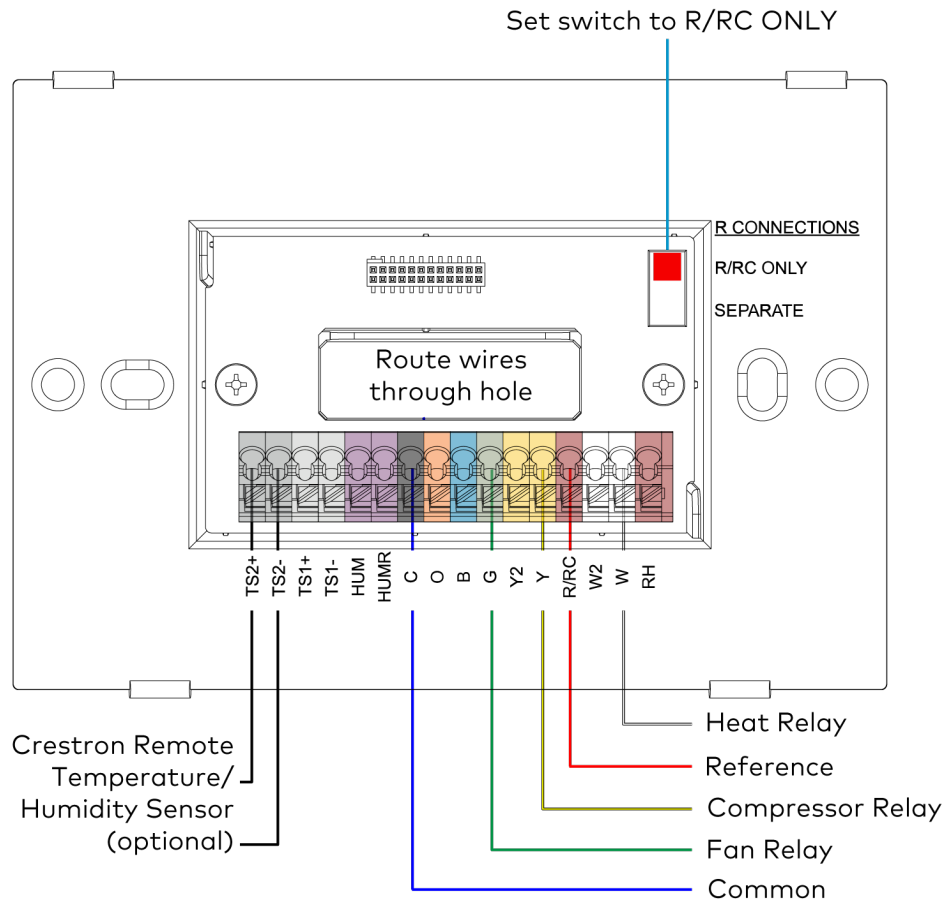 Set switch to R/RC ONLY
R CONNECTIONS
R/RC ONLY
SEPARATE
Route wires
through hole
TS2+
TS2-
TS1+
TS1-
HUM
HUMR
C
O
B
G
Y2
Y
R/RC
W2
W
RH
Crestron Remote
Temperature/
Humidity Sensor
(optional)
Heat Relay
Reference
Compressor Relay
Fan Relay
Common